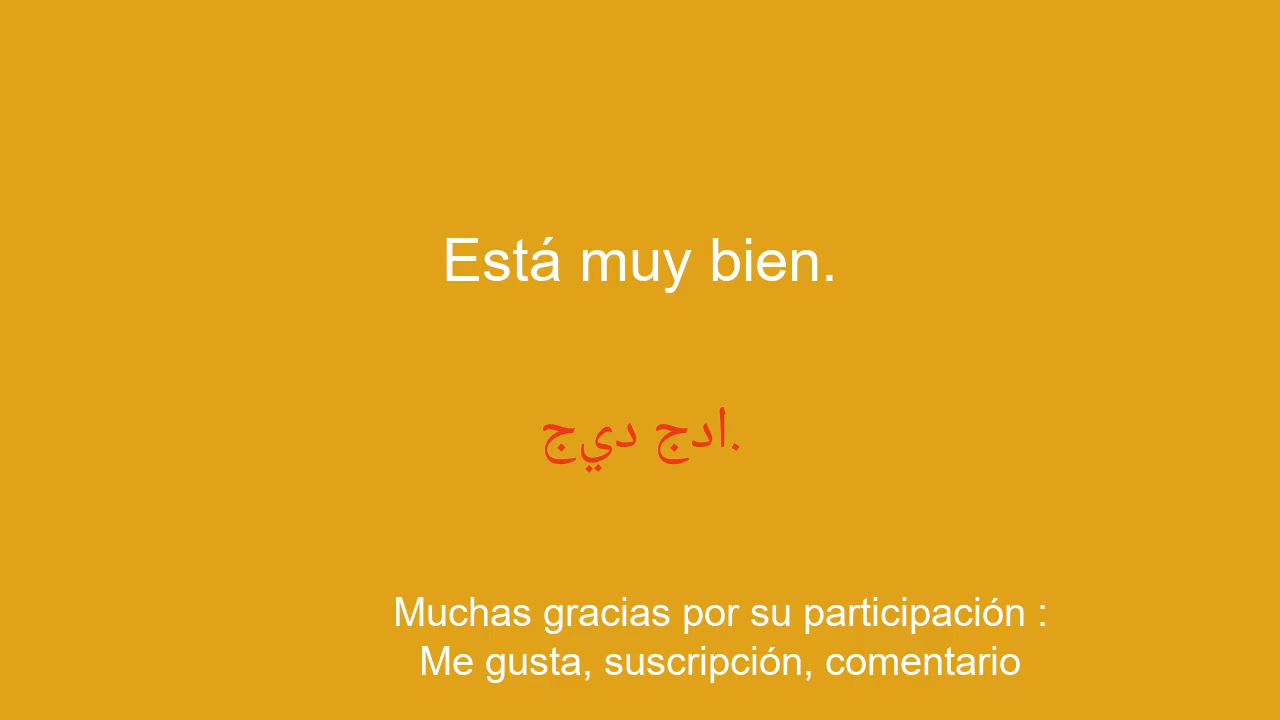 Está muy bien.
جيد جدا.
Muchas gracias por su participación :
Me gusta, suscripción, comentario